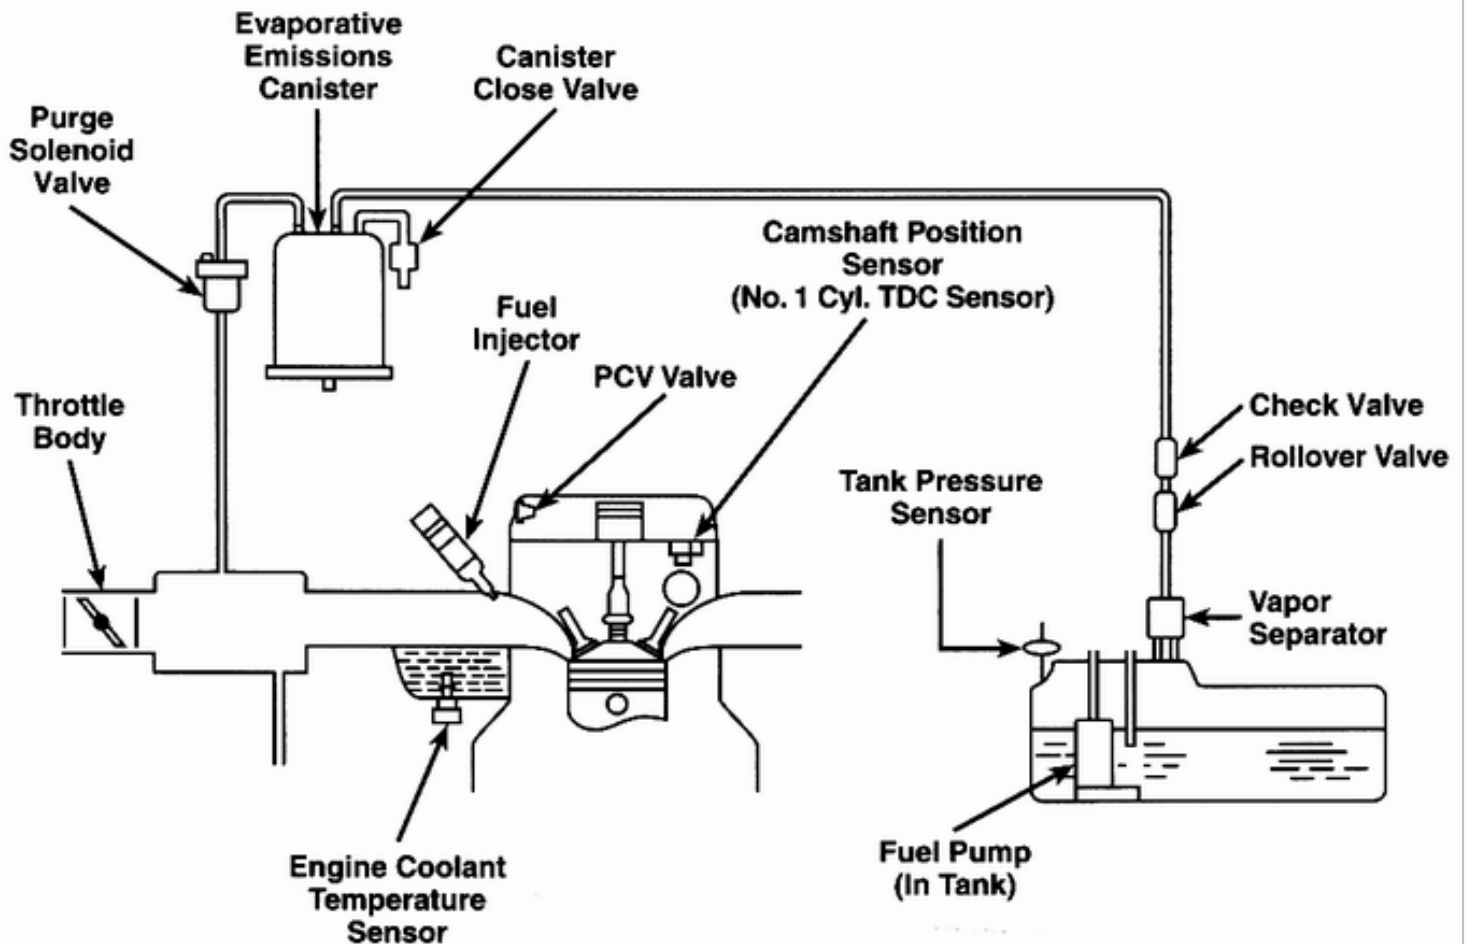 Evaporative
Emissions
Canister
Canister
Close Valve
Purge
Solenoid
Valve
Camshaft Position
Sensor
(No. 1 Cyl. TDC Sensor)
Fuel
Injector
PCV Valve
Throttle
Body
Check Valve
Rollover Valve
Tank Pressure
Sensor
Vapor
Separator
Fuel Pump
(In Tank)
Engine Coolant
Temperature
Sensor